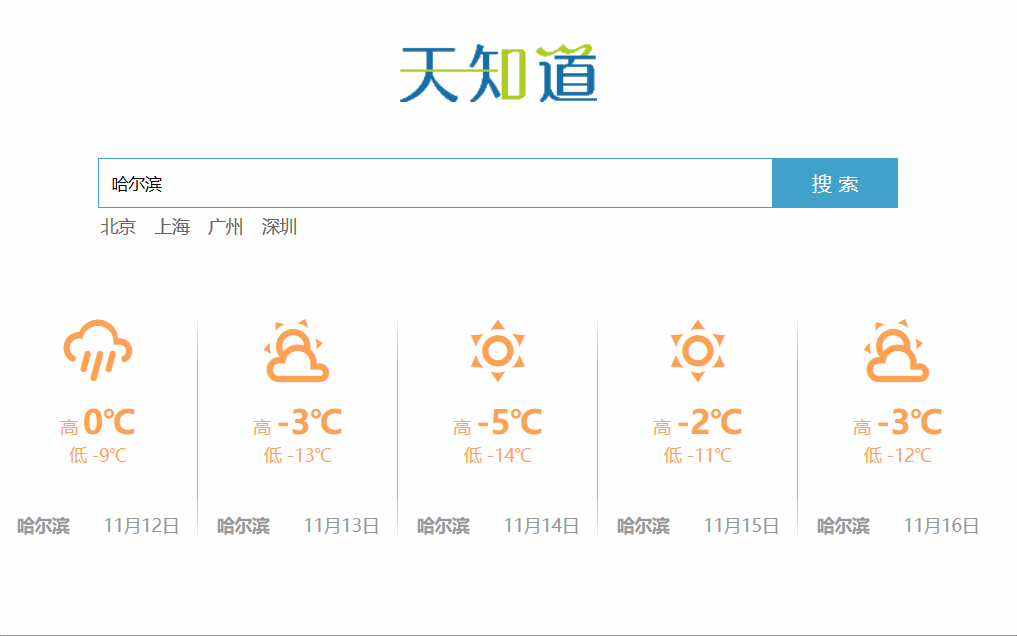 天知道
哈尔滨
搜 索
北京 上海 广州 深圳
高 0℃ 高 -3℃ 高 -5℃ 高 -2℃ 高 -3℃
低 -9℃ 低 -13℃ 低 -14℃ 低 -11℃ 低 -12℃
哈尔滨 11月12日 哈尔滨 11月13日 哈尔滨 11月14日 哈尔滨 11月15日 哈尔滨 11月16日